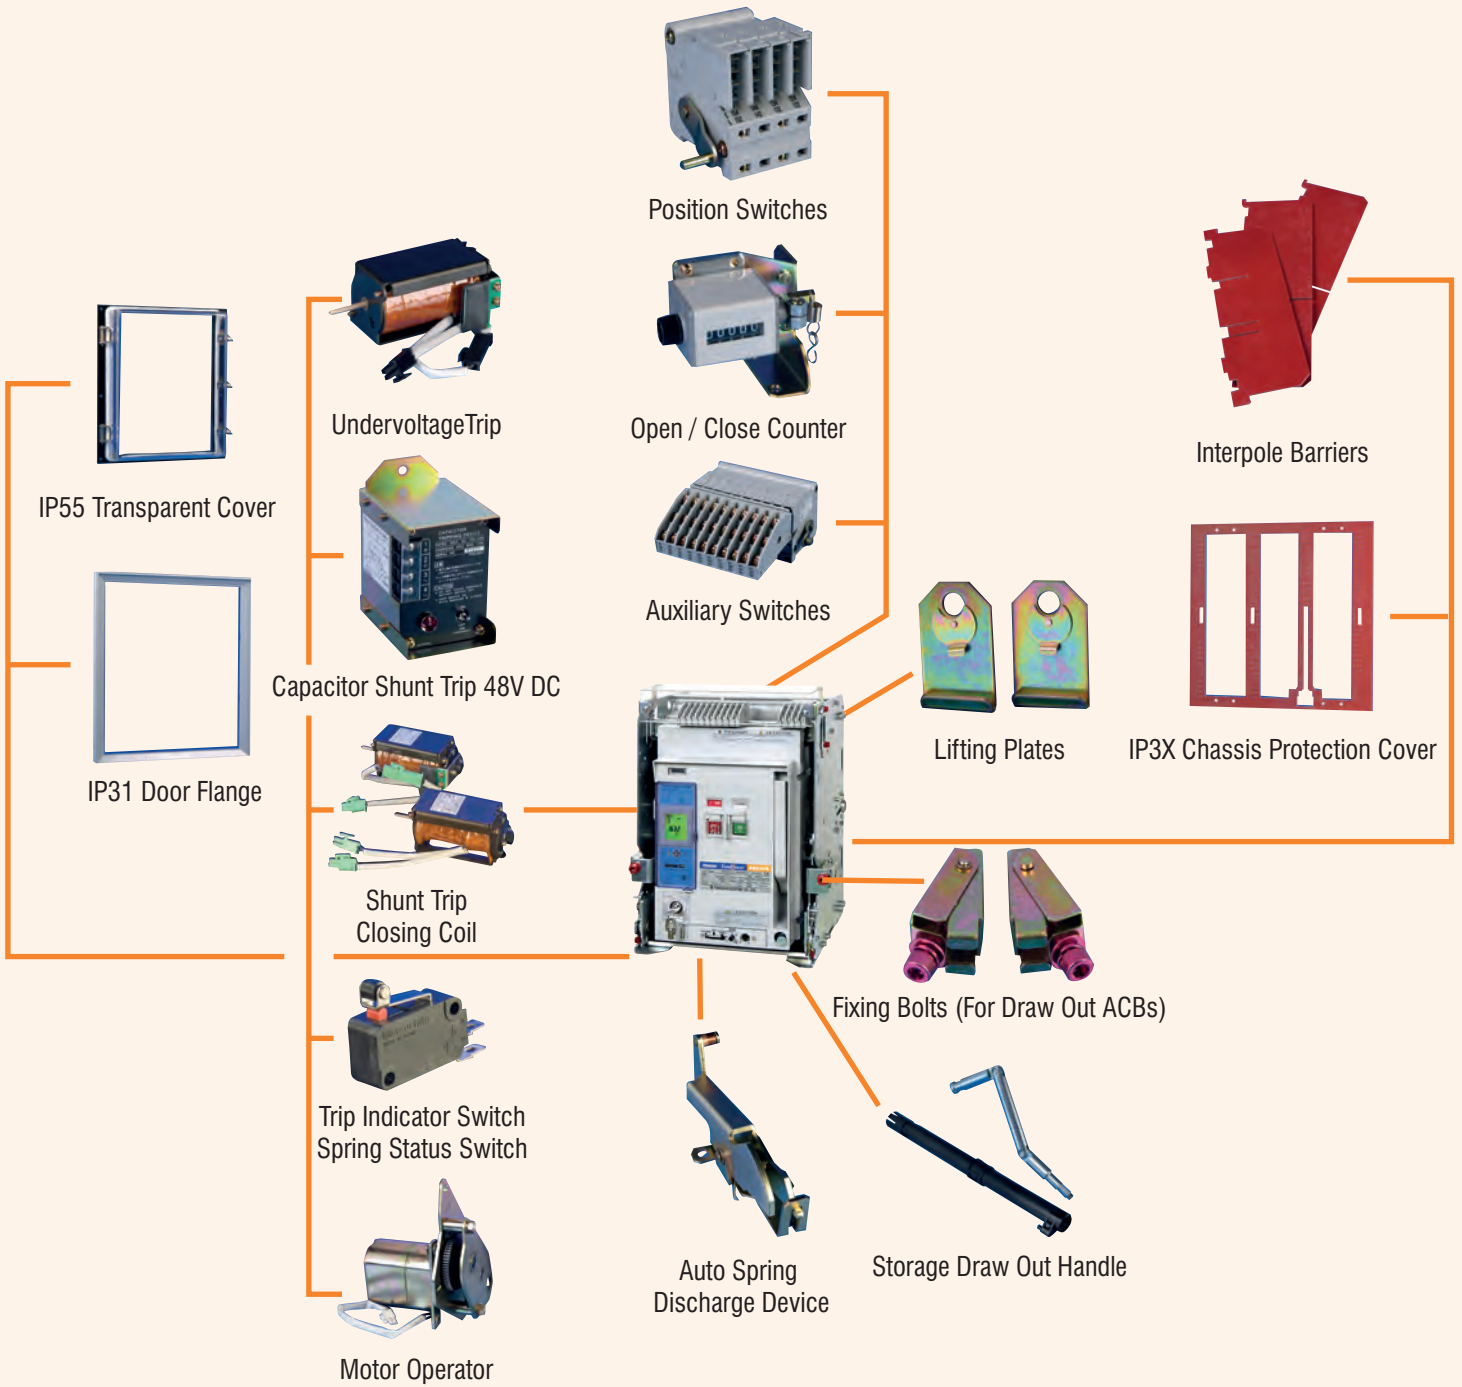 Position Switches
UndervoltageTrip
Open / Close Counter
Interpole Barriers
IP55 Transparent Cover
Auxiliary Switches
Capacitor Shunt Trip 48V DC
Lifting Plates
IP3X Chassis Protection Cover
IP31 Door Flange
Shunt Trip
Closing Coil
Fixing Bolts (For Draw Out ACBs)
Trip Indicator Switch
Spring Status Switch
Auto Spring
Discharge Device
Storage Draw Out Handle
Motor Operator